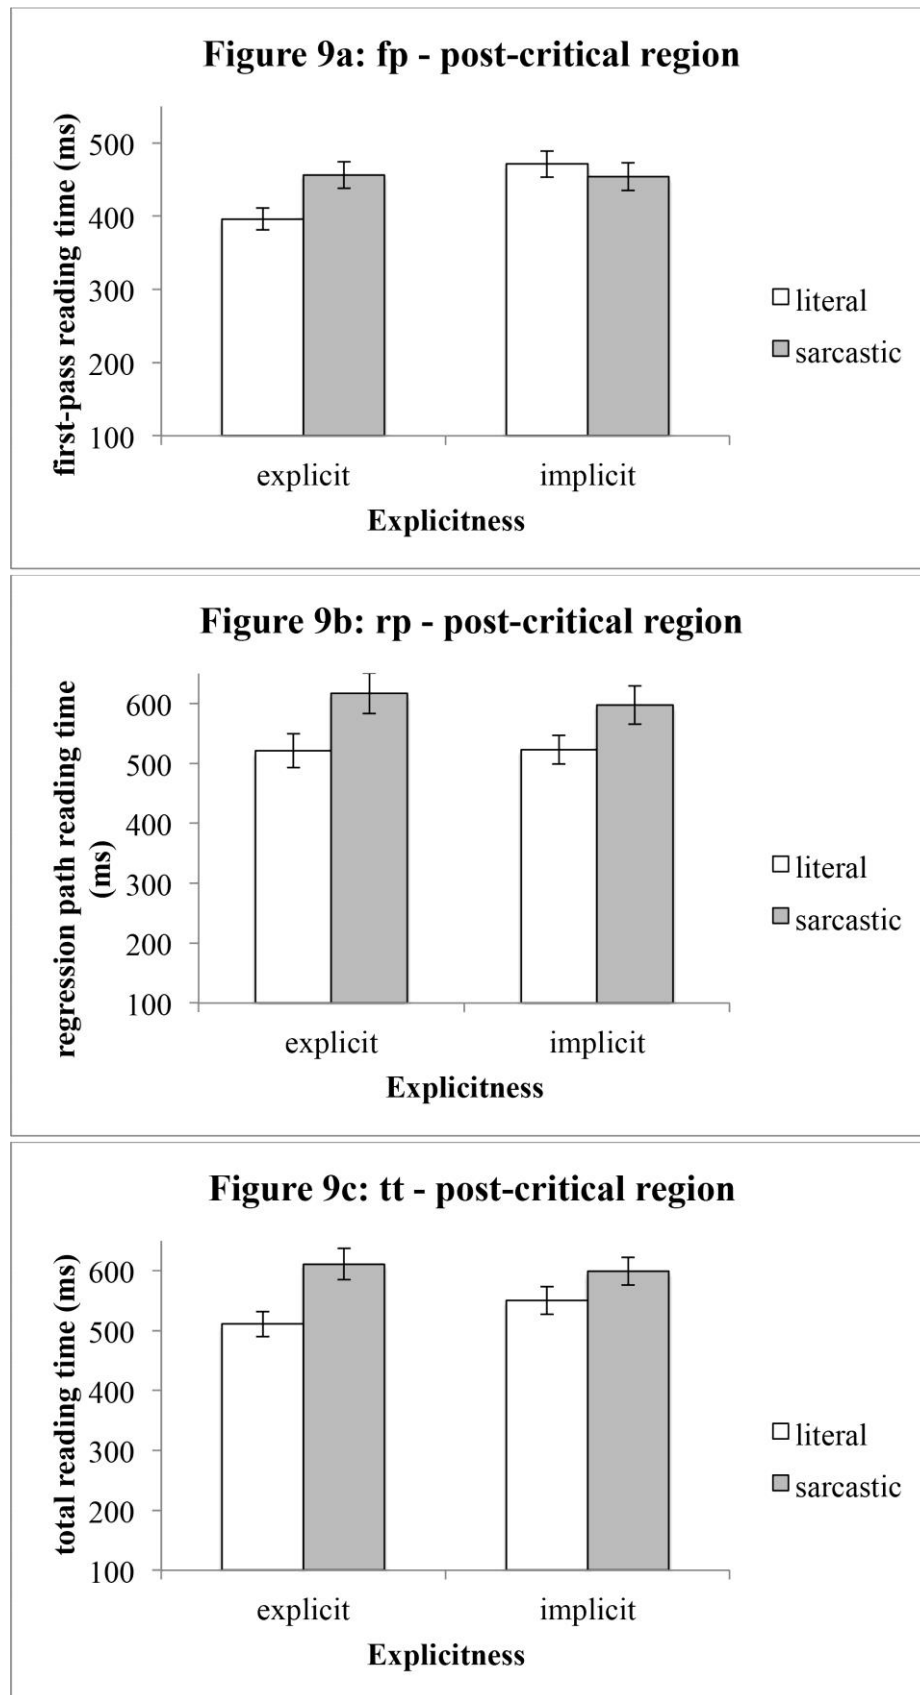 Figure 9a: fp - post-critical region
first-pass reading time (ms)
500
400
300
200
100
explicit
implicit
Explicitness
literal
sarcastic
Figure 9b: rp - post-critical region
regression path reading time
(ms)
600
500
400
300
200
100
explicit
implicit
Explicitness
literal
sarcastic
Figure 9c: tt - post-critical region
total reading time (ms)
600
500
400
300
200
100
explicit
implicit
Explicitness
literal
sarcastic